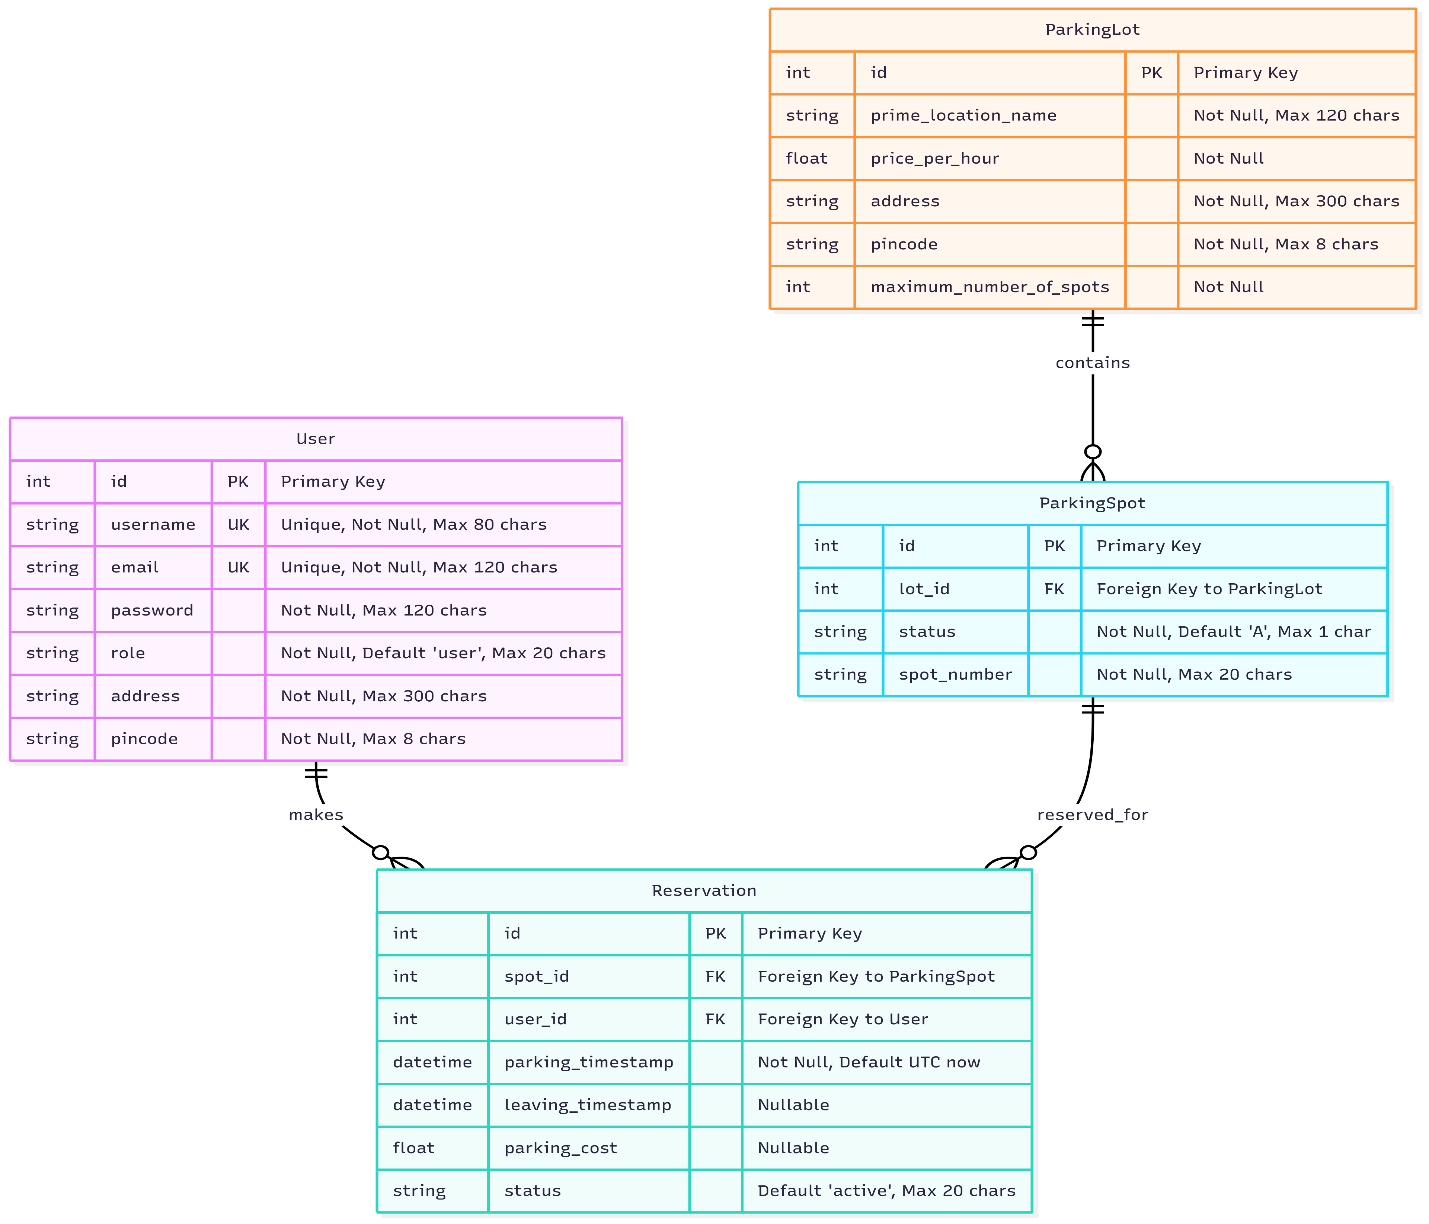 ParkingLot
int id PK Primary Key
string prime_location_name Not Null, Max 120 chars
float price_per_hour Not Null
string address Not Null, Max 300 chars
string pincode Not Null, Max 8 chars
int maximum_number_of_spots Not Null
contains
User
int id PK Primary Key
string username UK Unique, Not Null, Max 80 chars
string email UK Unique, Not Null, Max 120 chars
string password Not Null, Max 120 chars
string role Not Null, Default 'user', Max 20 chars
string address Not Null, Max 300 chars
string pincode Not Null, Max 8 chars
ParkingSpot
int id PK Primary Key
int lot_id FK Foreign Key to ParkingLot
string status Not Null, Default 'A', Max 1 char
string spot_number Not Null, Max 20 chars
makes
reserved_for
Reservation
int id PK Primary Key
int spot_id FK Foreign Key to ParkingSpot
int user_id FK Foreign Key to User
datetime parking_timestamp Not Null, Default UTC now
datetime leaving_timestamp Nullable
float parking_cost Nullable
string status Default 'active', Max 20 chars